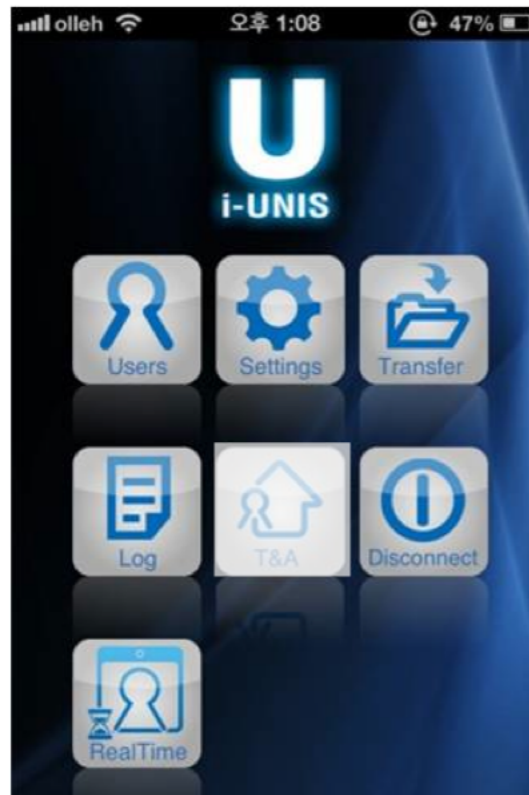 olleh 오후 1:08 47%
U
i-UNIS
Users Settings Transfer
Log T&A Disconnect
RealTime